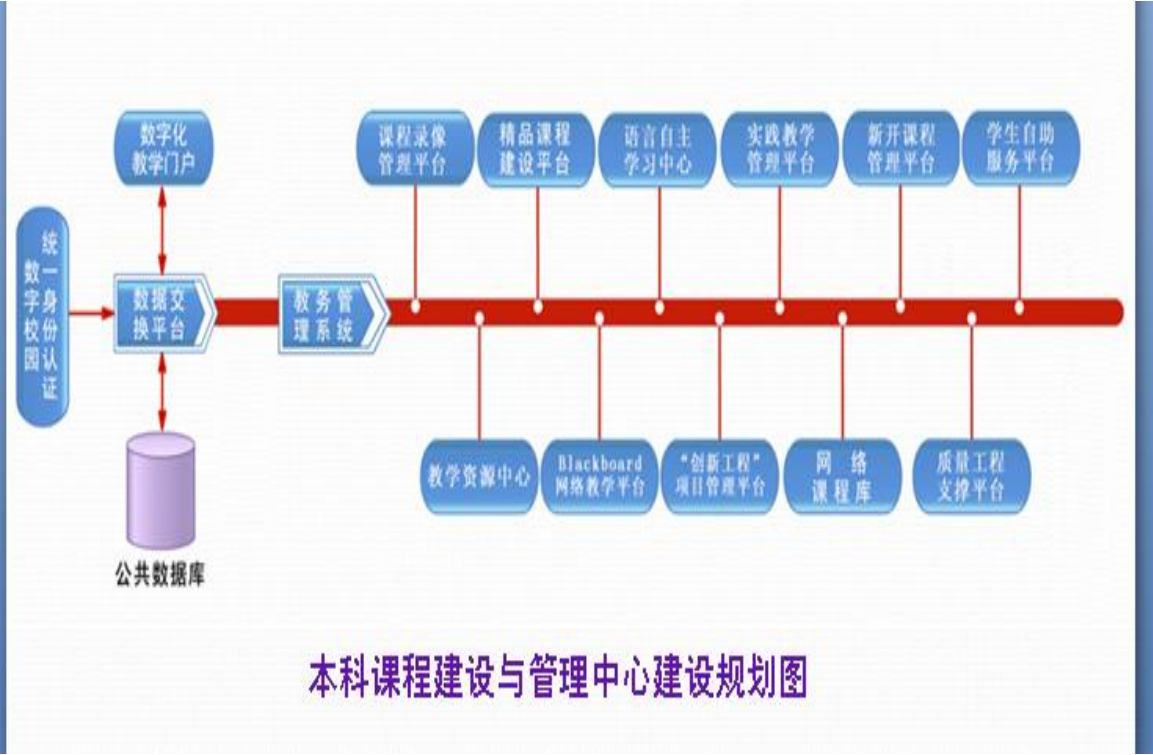 数字化
教学门户
课程录像
管理平台
精品课程
建设平台
语言自主
学习中心
实践教学
管理平台
新开课程
管理平台
学生自助
服务平台
数字校园
统一身份认证
数据交
换平台
教务管
理系统
教学资源中心
Blackboard
网络教学平台
“创新工程”
项目管理平台
网 络
课程库
质量工程
支撑平台
公共数据库
本科课程建设与管理中心建设规划图